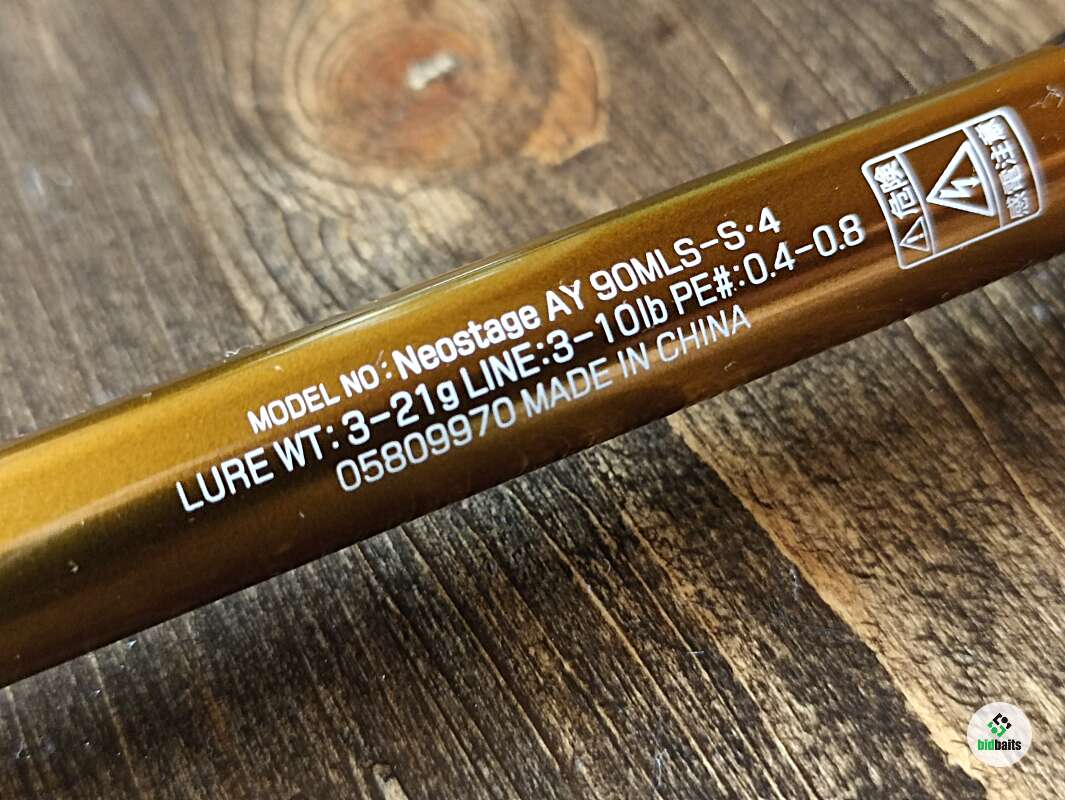 MODEL NO : Neostage AY 90MLS-S・4
LURE WT : 3-21g LINE:3-10lb PE#:0.4-0.8
05809970 MADE IN CHINA
危険
感電注意
bidbaits